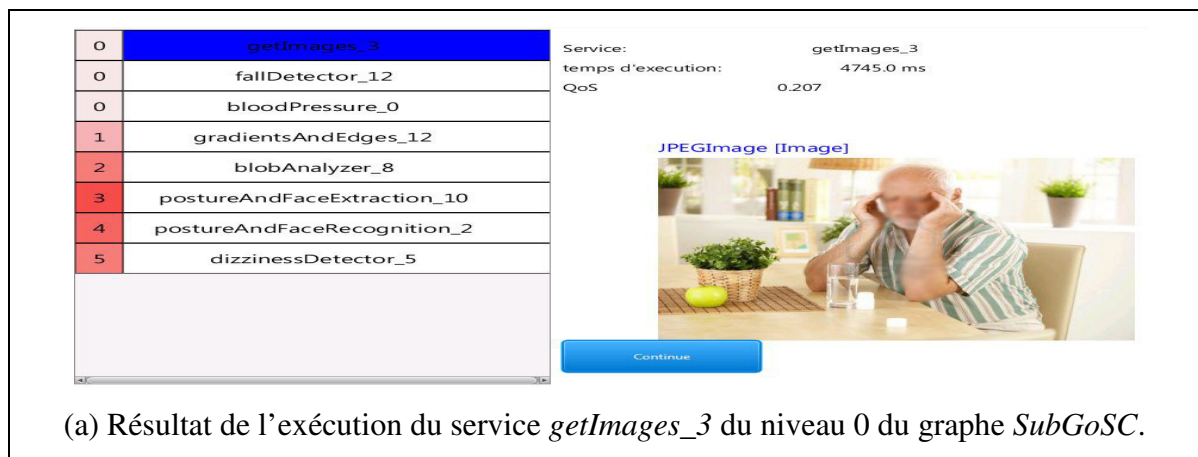 0 getImages_3
0 fallDetector_12
0 bloodPressure_0
1 gradientsAndEdges_12
2 blobAnalyzer_8
3 postureAndFaceExtraction_10
4 postureAndFaceRecognition_2
5 dizzinessDetector_5
Service: getImages_3
temps d'execution: 4745.0 ms
QoS 0.207
JPEGImage [Image]
Continue
(a) Résultat de l'exécution du service getImages_3 du niveau 0 du graphe SubGoSC.